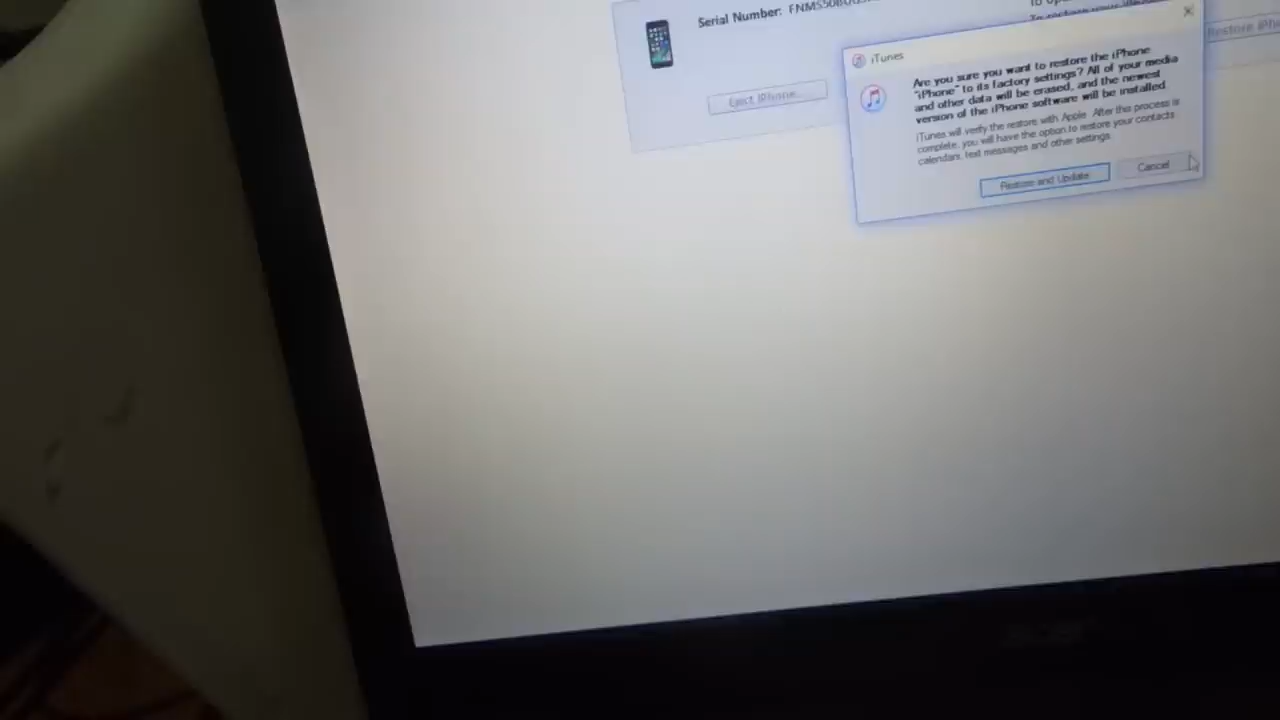 Serial Number:
Eject iPhone...
Restore
iTunes
Are you sure you want to restore the iPhone
"iPhone" to its factory settings? All of your media
and other data will be erased, and the newest
version of the iPhone software will be installed.
iTunes will verify the restore with Apple. After this process is
complete, you will have the option to restore your contacts,
calendars, text messages and other settings.
Restore and Update
Cancel
acer